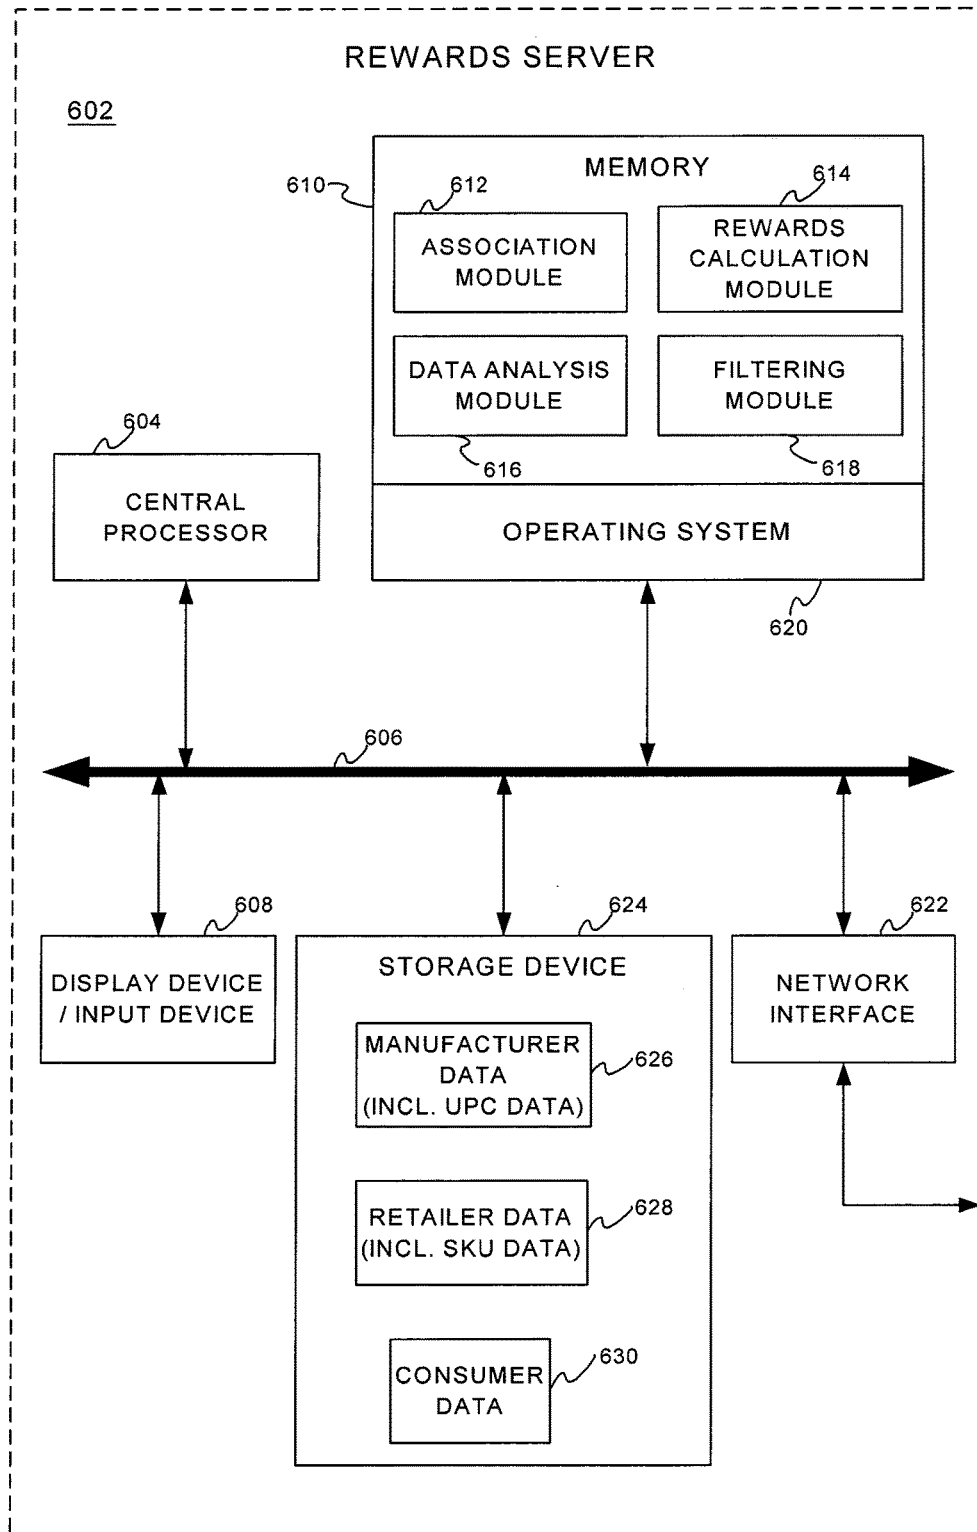 REWARDS SERVER
602
MEMORY
610
612
614
ASSOCIATION
MODULE
REWARDS
CALCULATION
MODULE
DATA ANALYSIS
MODULE
FILTERING
MODULE
616
618
604
CENTRAL
PROCESSOR
OPERATING SYSTEM
620
606
608
624
622
DISPLAY DEVICE
/ INPUT DEVICE
STORAGE DEVICE
NETWORK
INTERFACE
MANUFACTURER
DATA
(INCL. UPC DATA)
626
RETAILER DATA
(INCL. SKU DATA)
628
CONSUMER
DATA
630